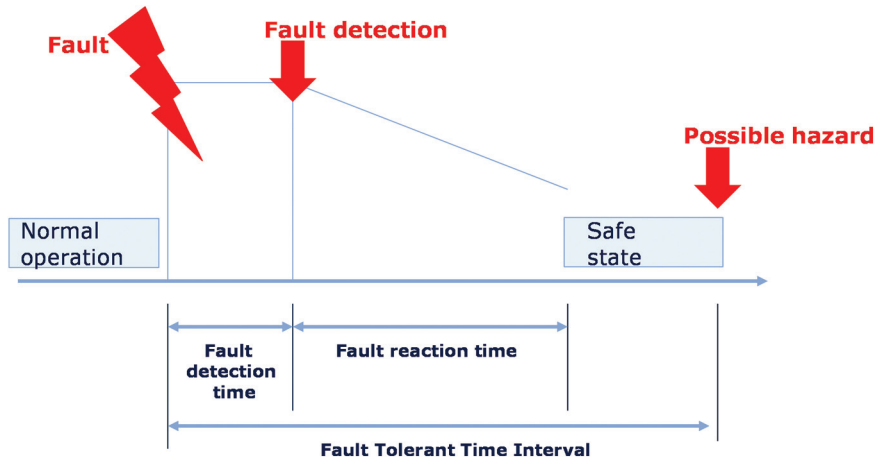 Fault
Fault detection
Possible hazard
Normal
operation
Safe
state
Fault
detection
time
Fault reaction time
Fault Tolerant Time Interval